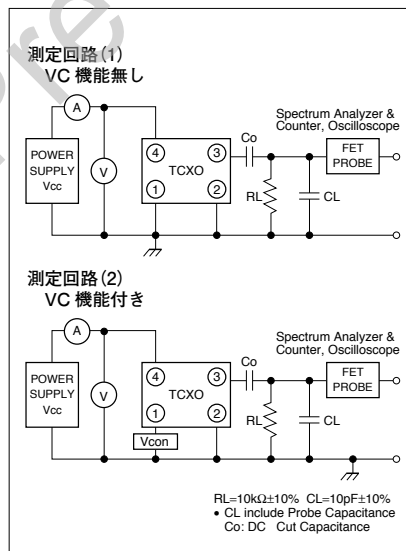 測定回路(1)
VC 機能無し
A
POWER
SUPPLY
Vcc
V
4
3
TCXO
1
2
Co
RL
CL
Spectrum Analyzer &
Counter, Oscilloscope
FET
PROBE
測定回路(2)
VC 機能付き
A
POWER
SUPPLY
Vcc
V
4
3
TCXO
1
2
Vcon
Co
RL
CL
Spectrum Analyzer &
Counter, Oscilloscope
FET
PROBE
RL=10kΩ±10% CL=10pF±10%
• CL include Probe Capacitance
Co: DC Cut Capacitance